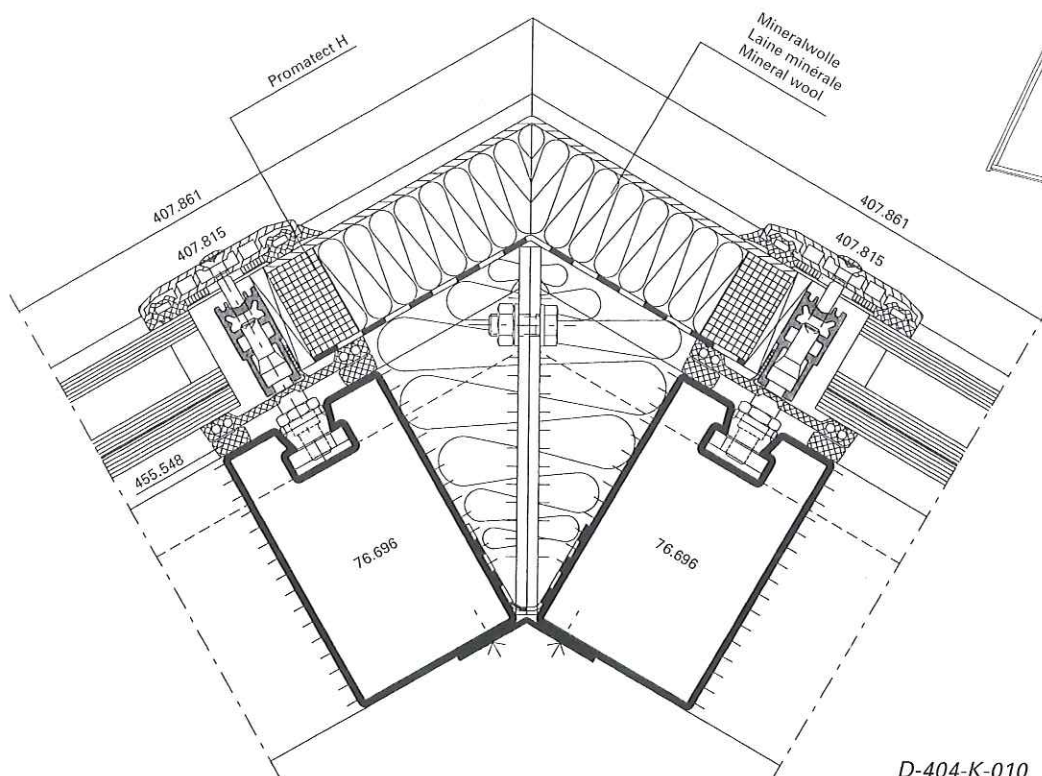 Promatect H
Mineralwolle
Laine minérale
Mineral wool
407.861
407.815
407.861
407.815
455.548
76.696
76.696
D-404-K-010